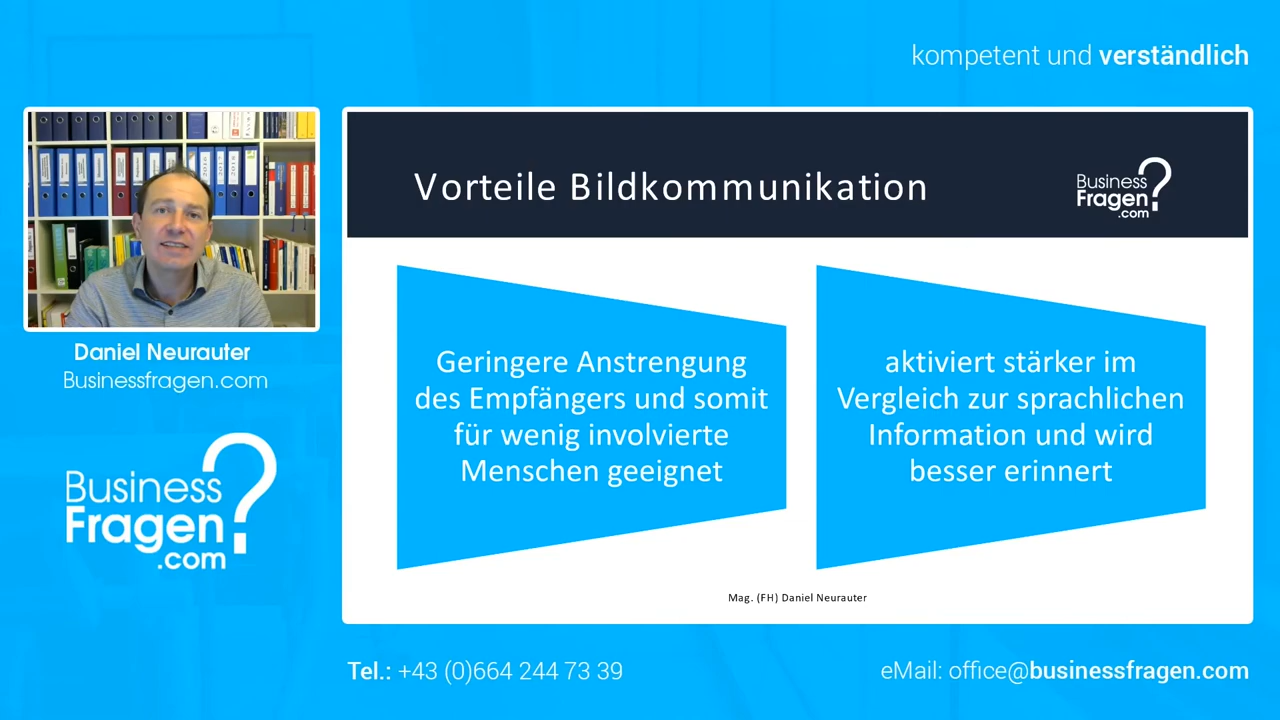 kompetent und verständlich
Vorteile Bildkommunikation
Business
Fragen?
.com
Daniel Neurauter
Businessfragen.com
Business
Fragen?
.com
Geringere Anstrengung
des Empfängers und somit
für wenig involvierte
Menschen geeignet
aktiviert stärker im
Vergleich zur sprachlichen
Information und wird
besser erinnert
Mag. (FH) Daniel Neurauter
Tel.: +43 (0)664 244 73 39
eMail: office@businessfragen.com